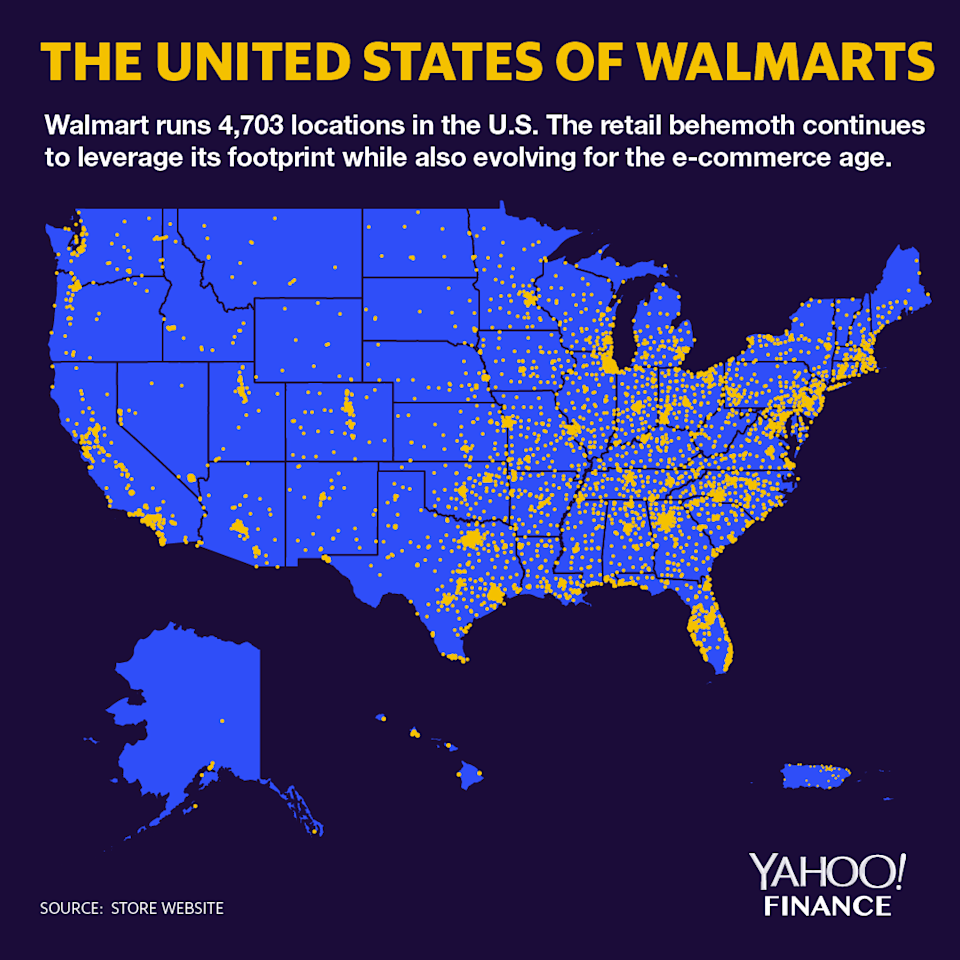 THE UNITED STATES OF WALMARTS
Walmart runs 4,703 locations in the U.S. The retail behemoth continues
to leverage its footprint while also evolving for the e-commerce age.
YAHOO!
FINANCE
SOURCE: STORE WEBSITE